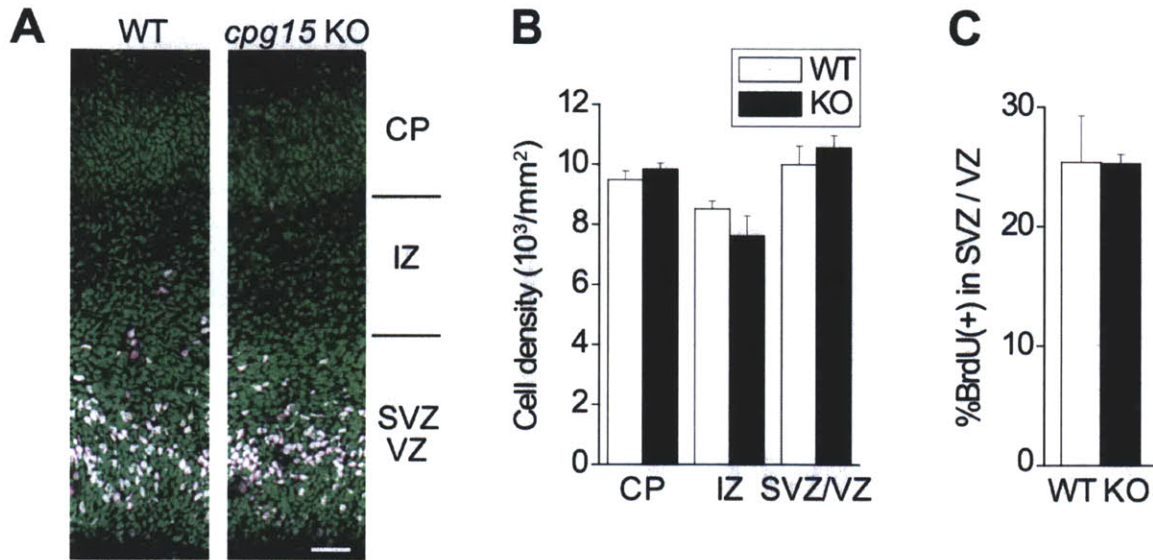 A
WT
cpg15 KO
CP
IZ
SVZ
VZ
B
WT
KO
Cell density (10³/mm²)
12
10
8
6
4
2
0
CP IZ SVZ/VZ
C
%BrdU(+) in SVZ / VZ
30
20
10
0
WT KO